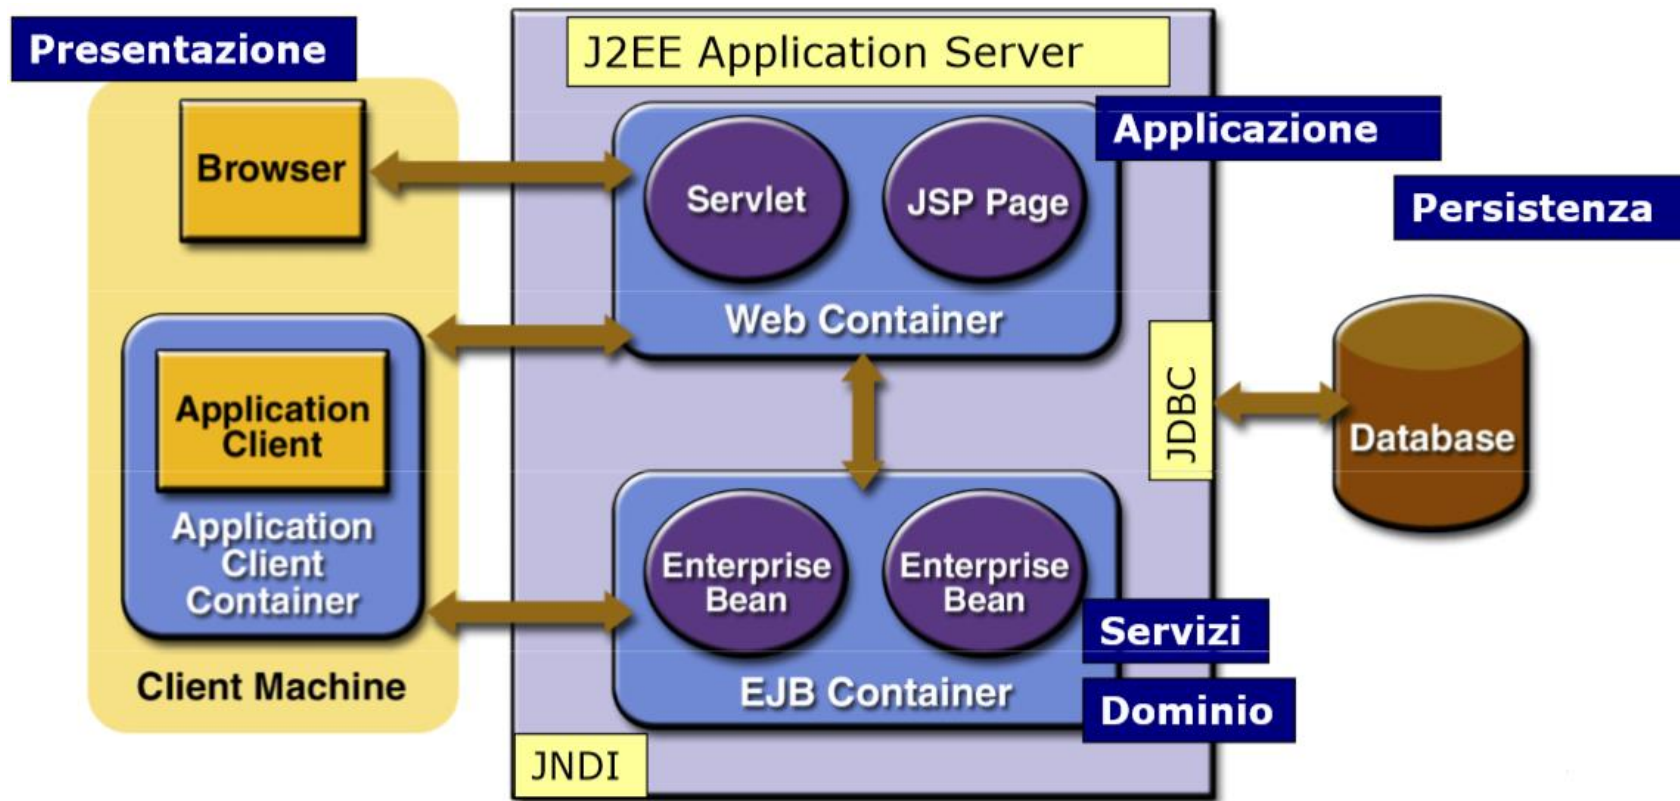 Presentazione
J2EE Application Server
Browser
Servlet
JSP Page
Applicazione
Persistenza
Web Container
Application
Client
Application
Client
Container
Client Machine
JDBC
Database
Enterprise
Bean
Enterprise
Bean
Servizi
EJB Container
Dominio
JNDI